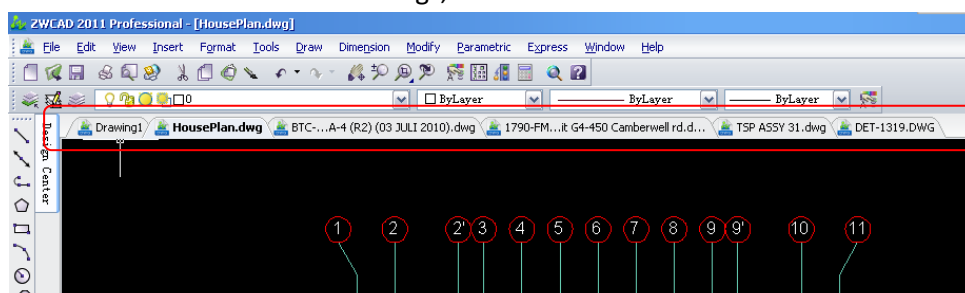 ZWCAD 2011 Professional - [HousePlan.dwg]
File Edit View Insert Format Tools Draw Dimension Modify Parametric Express Window Help
0 ByLayer ByLayer ByLayer
Drawing1 HousePlan.dwg BTC-...A-4 (R2) (03 JULI 2010).dwg 1790-FM...it G4-450 Camberwell rd.d... TSP ASSY 31.dwg DET-1319.DWG
Design Center
1 2 2' 3 4 5 6 7 8 9 9' 10 11